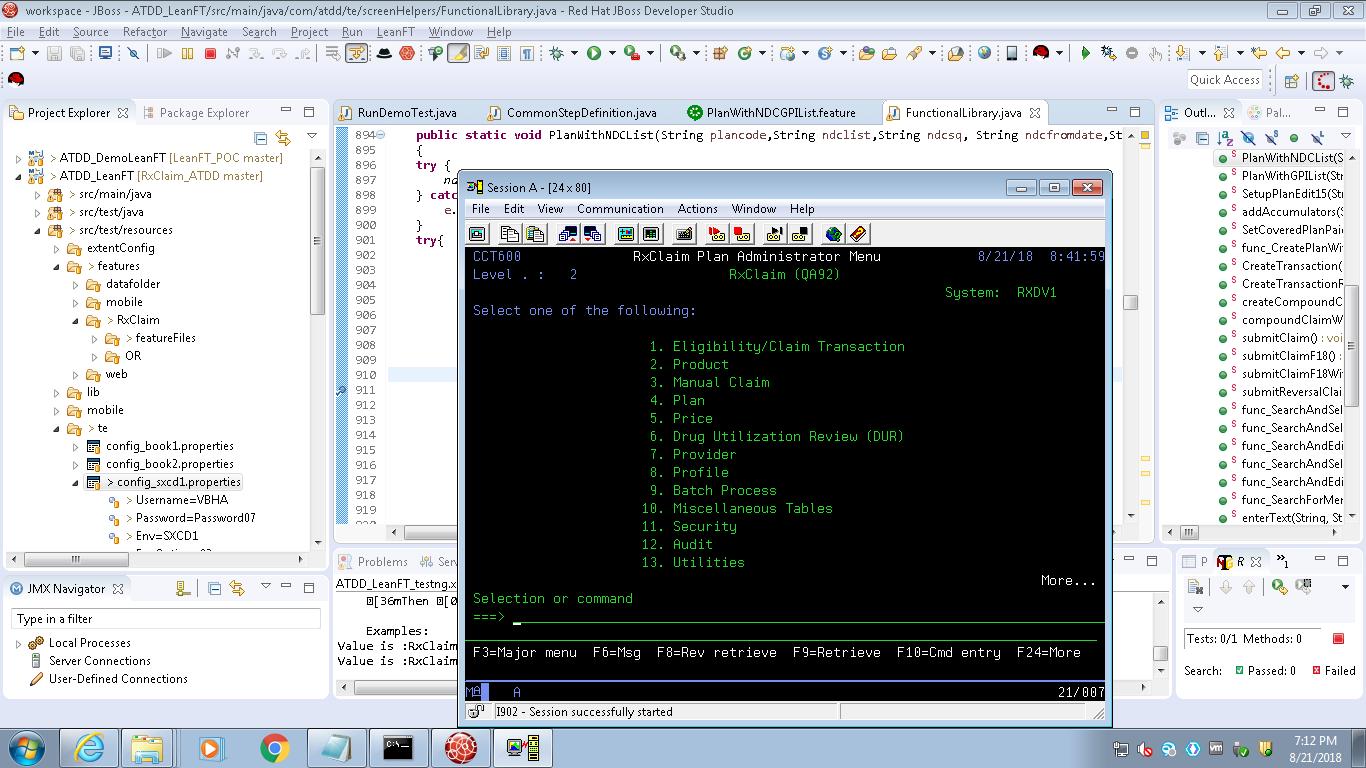 workspace - JBoss - ATDD_LeanFT/src/main/java/com/atdd/te/screenHelpers/FunctionalLibrary.java - Red Hat JBoss Developer Studio
File Edit Source Refactor Navigate Search Project Run LeanFT Window Help
Quick Access
Project Explorer
Package Explorer
> ATDD_DemoLeanFT [LeanFT_POC master]
> ATDD_LeanFT [RxClaim_ATDD master]
> src/main/java
> src/test/java
> src/test/resources
extentConfig
> features
datafolder
mobile
> RxClaim
> featureFiles
OR
web
lib
mobile
> te
config_book1.properties
config_book2.properties
> config_sxcd1.properties
> Username=VBHA
> Password=Password07
> Env=SXCD1
JMX Navigator
Type in a filter
Local Processes
Server Connections
User-Defined Connections
RunDemoTest.java
CommonStepDefinition.java
PlanWithNDCGPIList.feature
FunctionalLibrary.java
894 public static void PlanWithNDCList(String plancode,String ndclist,String ndcsq, String ndcfromdate,St
895 {
896 try {
897 nd
898 } catc
899 e.
900 }
901 try{
902
903
904
905
906
907
908
909
910
911
912
913
914
915
916
917
918
919
Session A - [24 x 80]
File Edit View Communication Actions Window Help
CCT600 RxClaim Plan Administrator Menu 8/21/18 8:41:59
Level . : 2 RxClaim (QA92)
System: RXDV1
Select one of the following:
1. Eligibility/Claim Transaction
2. Product
3. Manual Claim
4. Plan
5. Price
6. Drug Utilization Review (DUR)
7. Provider
8. Profile
9. Batch Process
10. Miscellaneous Tables
11. Security
12. Audit
13. Utilities
More...
Selection or command
===>
F3=Major menu F6=Msg F8=Rev retrieve F9=Retrieve F10=Cmd entry F24=More
MA A 21/007
I902 - Session successfully started
Problems
Serv
ATDD_LeanFT_testng.x
[36mThen
Examples:
Value is :RxClaim
Value is :RxClaim
Outl...
Pal...
PlanWithNDCList(S
PlanWithGPIList(Str
SetupPlanEdit15(Str
addAccumulators(S
SetCoveredPlanPaid
func_CreatePlanWi
CreateTransaction(
CreateTransactionF
createCompoundC
compoundClaimW
submitClaim() : voi
submitClaimF18() :
submitClaimF18Wi
submitReversalClai
func_SearchAndSel
func_SearchAndSel
func_SearchAndEdi
func_SearchAndSel
func_SearchAndEdi
func_SearchForMer
enterText(String, St
P
R
Tests: 0/1 Methods: 0
Search:
Passed: 0
Failed
7:12 PM
8/21/2018